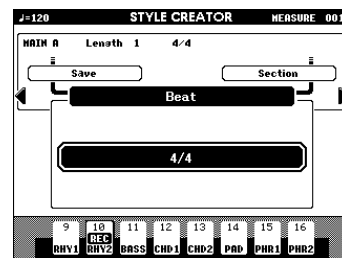 ♩=120 STYLE CREATOR MEASURE 001
MAIN A Length 1 4/4
Save Section
Beat
4/4
9 10 11 12 13 14 15 16
REC
RHY1 RHY2 BASS CHD1 CHD2 PAD PHR1 PHR2